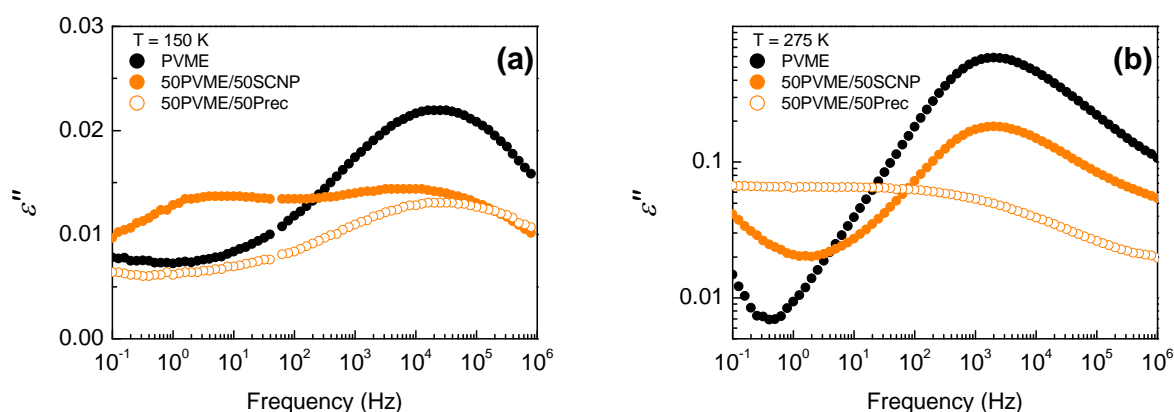 T = 150 K
PVME
50PVME/50SCNP
50PVME/50Prec
(a)
0.03
0.02
0.01
0.00
ε"
10⁻¹ 10⁰ 10¹ 10² 10³ 10⁴ 10⁵ 10⁶
Frequency (Hz)
T = 275 K
PVME
50PVME/50SCNP
50PVME/50Prec
(b)
0.1
0.01
ε"
10⁻¹ 10⁰ 10¹ 10² 10³ 10⁴ 10⁵ 10⁶
Frequency (Hz)